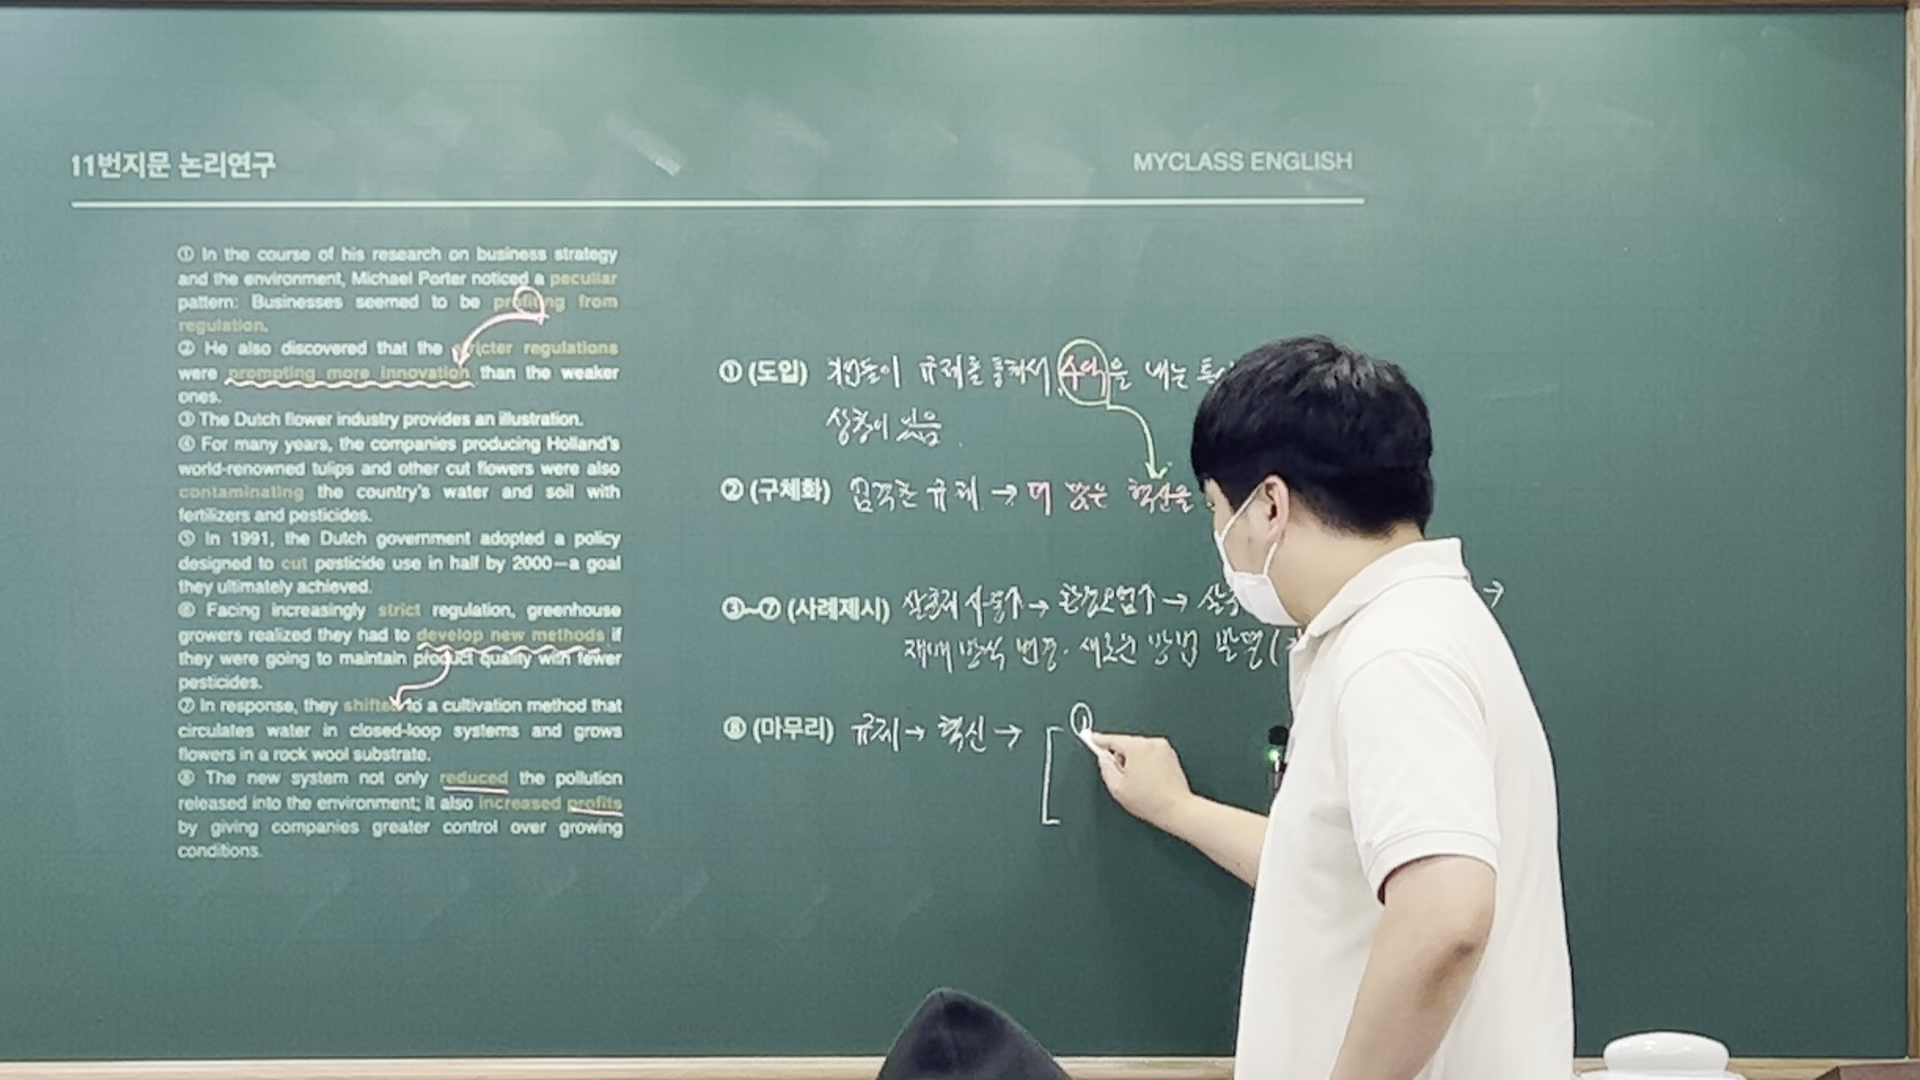 11번지문 논리연구
MYCLASS ENGLISH
① In the course of his research on business strategy
and the environment, Michael Porter noticed a peculiar
pattern: Businesses seemed to be profiting from
regulation.
② He also discovered that the stricter regulations
were prompting more innovation than the weaker
ones.
③ The Dutch flower industry provides an illustration.
④ For many years, the companies producing Holland's
world-renowned tulips and other cut flowers were also
contaminating the country's water and soil with
fertilizers and pesticides.
⑤ In 1991, the Dutch government adopted a policy
designed to cut pesticide use in half by 2000—a goal
they ultimately achieved.
⑥ Facing increasingly strict regulation, greenhouse
growers realized they had to develop new methods if
they were going to maintain product quality with fewer
pesticides.
⑦ In response, they shifted to a cultivation method that
circulates water in closed-loop systems and grows
flowers in a rock wool substrate.
⑧ The new system not only reduced the pollution
released into the environment; it also increased profits
by giving companies greater control over growing
conditions.
① (도입) 기업들이 규제를 통해서 수익을 내는
상황이 있음.
② (구체화) 엄격한 규제 → 더 많은 혁신을
③~⑦ (사례제시) 살충제 사용↑ → 환경오염↑ → →
재배 방식 변경. 새로운 방법 발명(
⑧ (마무리) 규제 → 혁신 → ①